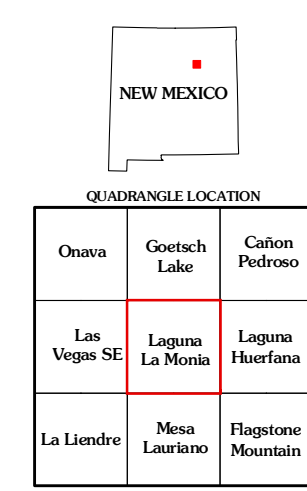 NEW MEXICO
QUADRANGLE LOCATION
Onava
Goetsch
Lake
Cañon
Pedroso
Las
Vegas SE
Laguna
La Monia
Laguna
Huerfana
La Liendre
Mesa
Lauriano
Flagstone
Mountain